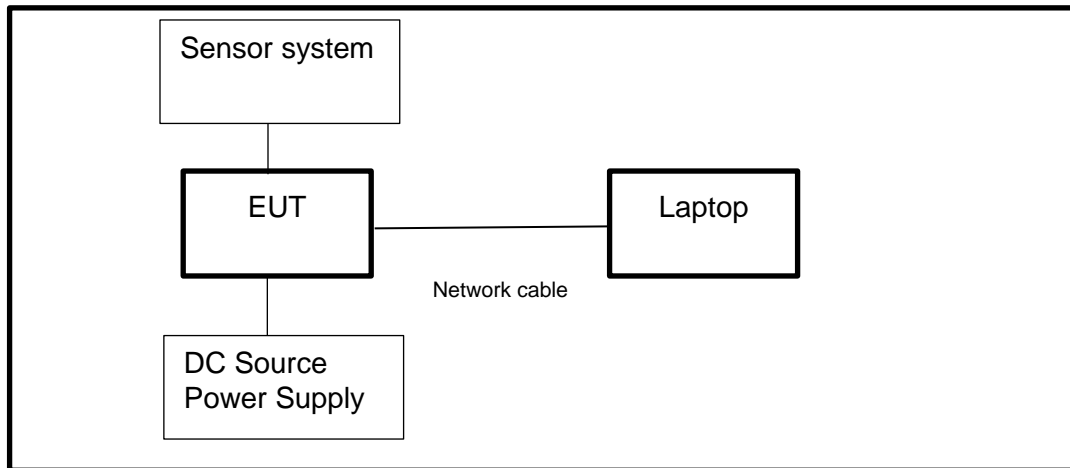 Sensor system
EUT
Laptop
Network cable
DC Source
Power Supply